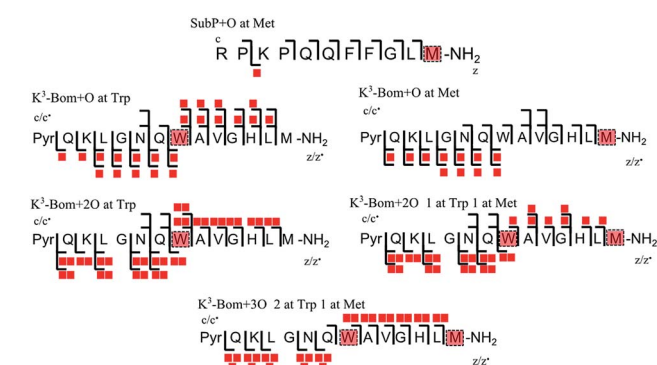 SubP+O at Met
c
R P K P Q Q F F G L M -NH2
z
K3-Bom+O at Trp
c/c•
Pyr Q K L G N Q W A V G H L M -NH2
z/z•
K3-Bom+O at Met
c/c•
Pyr Q K L G N Q W A V G H L M -NH2
z/z•
K3-Bom+2O at Trp
c/c•
Pyr Q K L G N Q W A V G H L M -NH2
z/z•
K3-Bom+2O 1 at Trp 1 at Met
c/c•
Pyr Q K L G N Q W A V G H L M -NH2
z/z•
K3-Bom+3O 2 at Trp 1 at Met
c/c•
Pyr Q K L G N Q W A V G H L M -NH2
z/z•